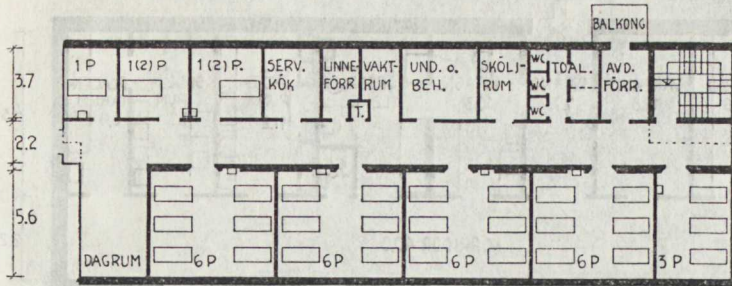 BALKONG
1 P
1(2) P
1 (2) P.
SERV.
KÖK
LINNE-
FÖRR.
VAKT-
RUM
UND. o.
BEH.
SKÖLJ-
RUM
WC
WC
WC
TOAL.
AVD.
FÖRR.
T.
3.7
2.2
5,6
DAGRUM
6 P
6 P
6 P
6 P
3 P